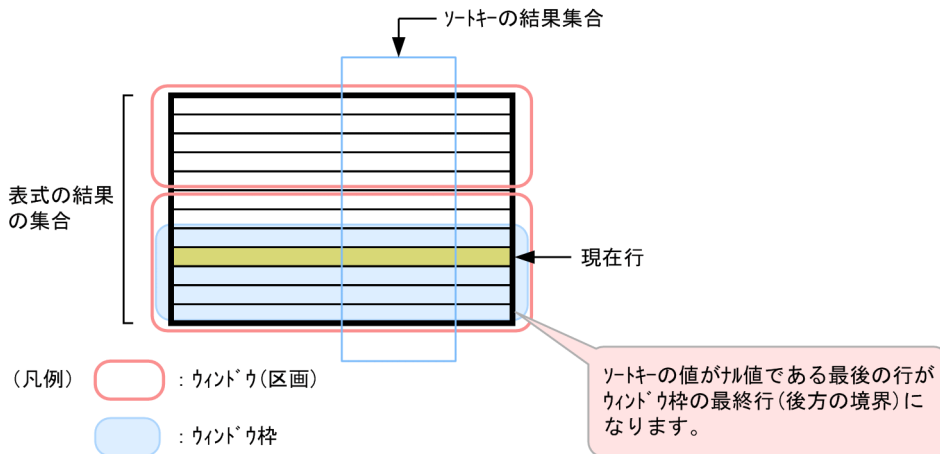 ｿｰﾄｷｰの結果集合
表式の結果
の集合
現在行
(凡例)
：ｳｨﾝﾄﾞｳ(区画)
：ｳｨﾝﾄﾞｳ枠
ｿｰﾄｷｰの値がﾅﾙ値である最後の行が
ｳｨﾝﾄﾞｳ枠の最終行(後方の境界)に
なります。